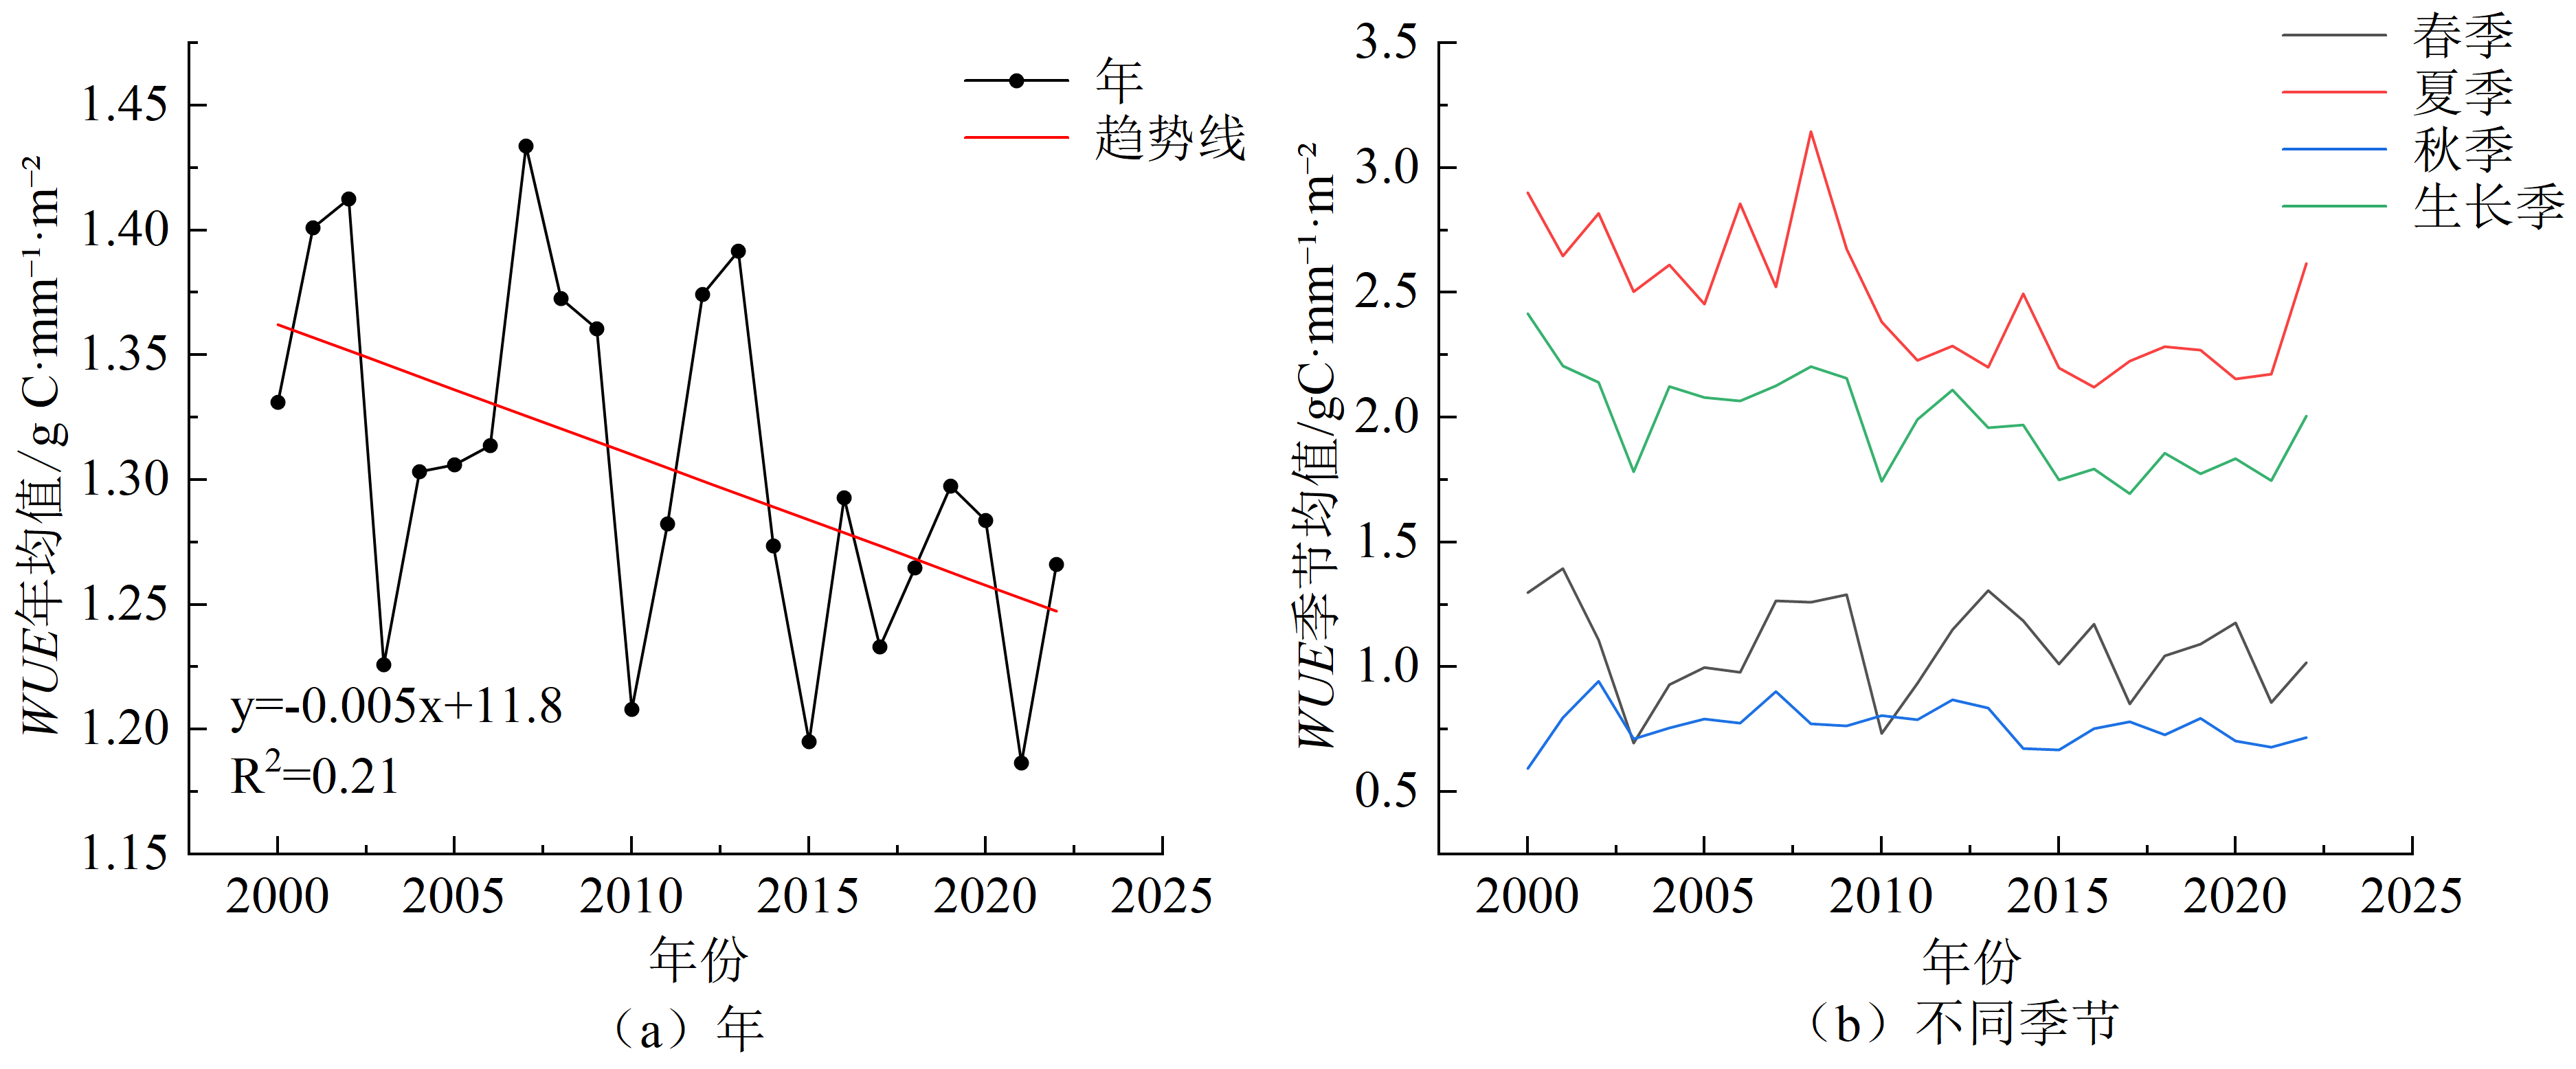 WUE年均值/g C·mm⁻¹·m⁻²
1.45
1.40
1.35
1.30
1.25
1.20
1.15
年
趋势线
y=-0.005x+11.8
R²=0.21
2000 2005 2010 2015 2020 2025
年份
（a）年
WUE季节均值/gC·mm⁻¹·m⁻²
3.5
3.0
2.5
2.0
1.5
1.0
0.5
春季
夏季
秋季
生长季
2000 2005 2010 2015 2020 2025
年份
（b）不同季节